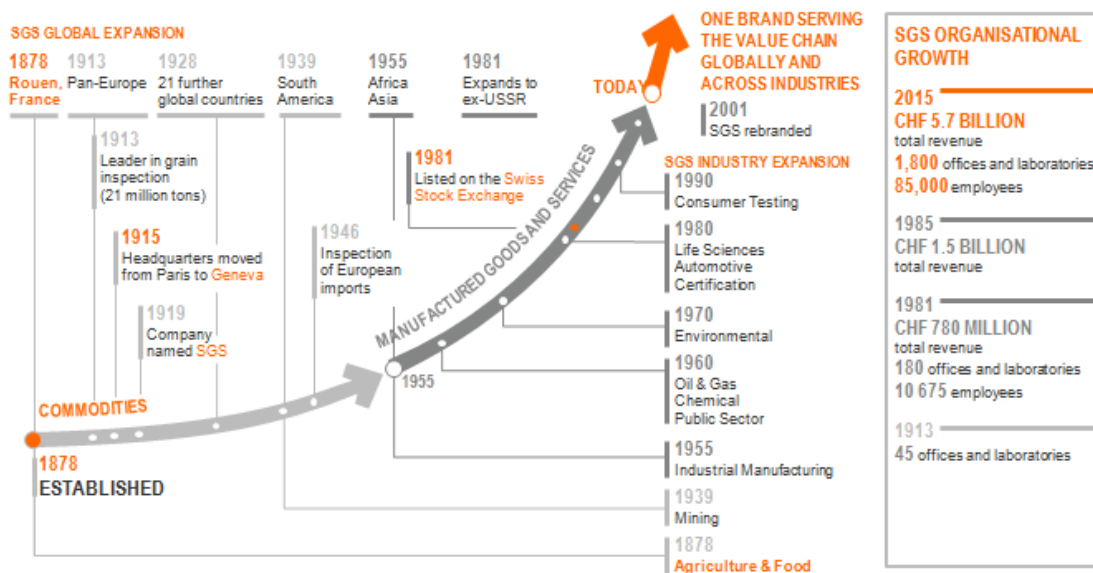 SGS GLOBAL EXPANSION
1878
Rouen,
France
1913
Pan-Europe
1928
21 further
global countries
1939
South
America
1955
Africa
Asia
1981
Expands to
ex-USSR
1913
Leader in grain
inspection
(21 million tons)
1915
Headquarters moved
from Paris to Geneva
1919
Company
named SGS
1946
Inspection
of European
imports
1981
Listed on the Swiss
Stock Exchange
COMMODITIES
1878
ESTABLISHED
1955
MANUFACTURED GOODS AND SERVICES
TODAY
ONE BRAND SERVING
THE VALUE CHAIN
GLOBALLY AND
ACROSS INDUSTRIES
2001
SGS rebranded
SGS INDUSTRY EXPANSION
1990
Consumer Testing
1980
Life Sciences
Automotive
Certification
1970
Environmental
1960
Oil & Gas
Chemical
Public Sector
1955
Industrial Manufacturing
1939
Mining
1878
Agriculture & Food
SGS ORGANISATIONAL
GROWTH
2015
CHF 5.7 BILLION
total revenue
1,800 offices and laboratories
85,000 employees
1985
CHF 1.5 BILLION
total revenue
1981
CHF 780 MILLION
total revenue
180 offices and laboratories
10 675 employees
1913
45 offices and laboratories